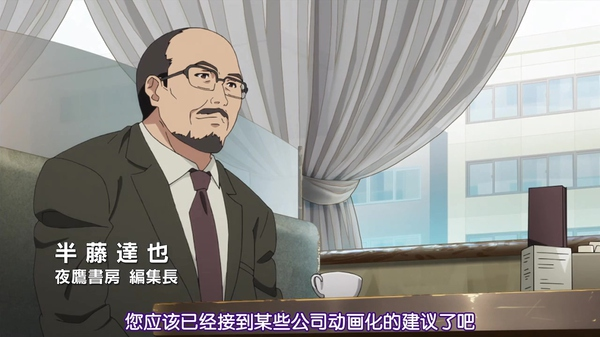 半藤達也
夜鷹書房 編集長
您应该已经接到某些公司动画化的建议了吧